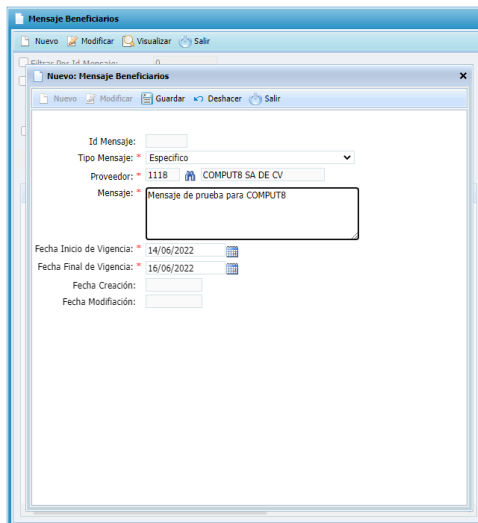 Mensaje Beneficiarios
Nuevo Modificar Visualizar Salir
Filtrar Por Id Mensaje: 0
Nuevo: Mensaje Beneficiarios x
Nuevo Modificar Guardar Deshacer Salir
Id Mensaje:
Tipo Mensaje: * Especifico
Proveedor: * 1118 COMPUT8 SA DE CV
Mensaje: * Mensaje de prueba para COMPUT8
Fecha Inicio de Vigencia: * 14/06/2022
Fecha Final de Vigencia: * 16/06/2022
Fecha Creación:
Fecha Modifiación: